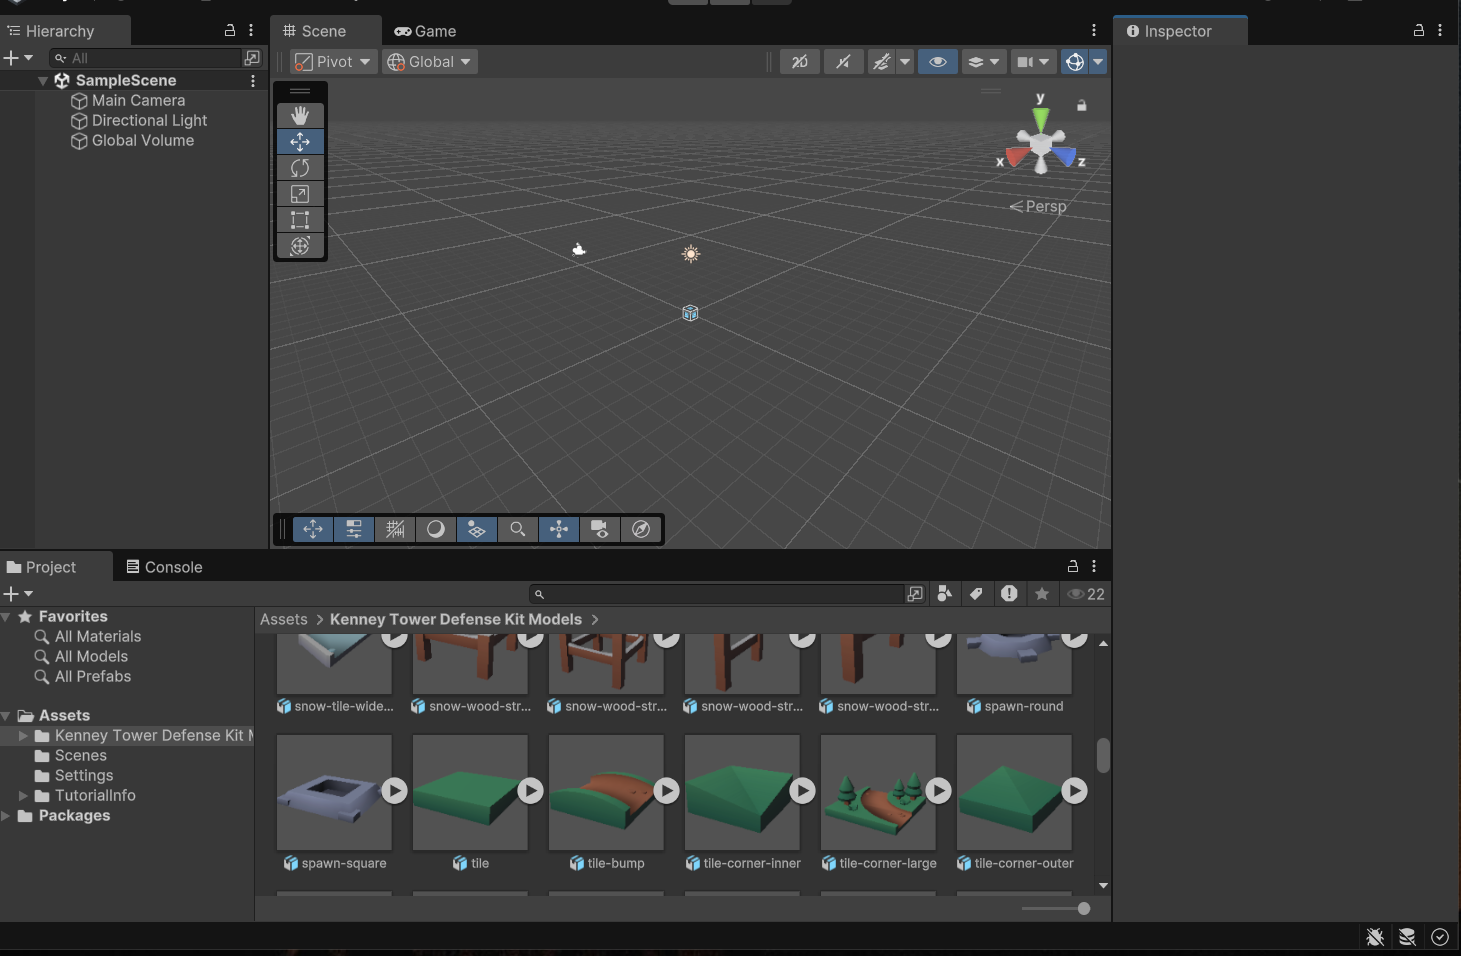 Hierarchy
All
SampleScene
Main Camera
Directional Light
Global Volume
Scene
Game
Pivot
Global
2D
y
x
z
Persp
Inspector
Project
Console
22
Favorites
All Materials
All Models
All Prefabs
Assets
Kenney Tower Defense Kit M
Scenes
Settings
TutorialInfo
Packages
Assets > Kenney Tower Defense Kit Models >
snow-tile-wide...
snow-wood-str...
snow-wood-str...
snow-wood-str...
snow-wood-str...
spawn-round
spawn-square
tile
tile-bump
tile-corner-inner
tile-corner-large
tile-corner-outer